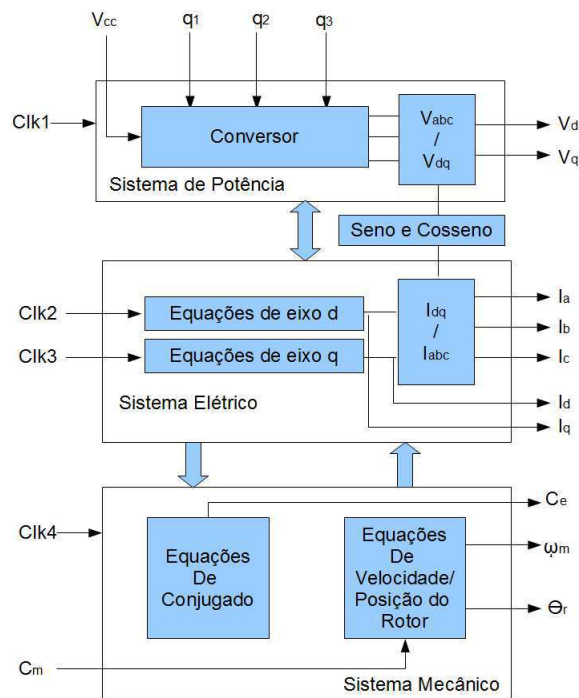 Vcc q1 q2 q3
Clk1
Conversor
Vabc
/
Vdq
Vd
Vq
Sistema de Potência
Seno e Cosseno
Clk2
Equações de eixo d
Clk3
Equações de eixo q
Idq
/
Iabc
Ia
Ib
Ic
Id
Iq
Sistema Elétrico
Ce
Clk4
Equações
De
Conjugado
Equações
De
Velocidade/
Posição do
Rotor
ῳm
Ɵr
Cm
Sistema Mecânico